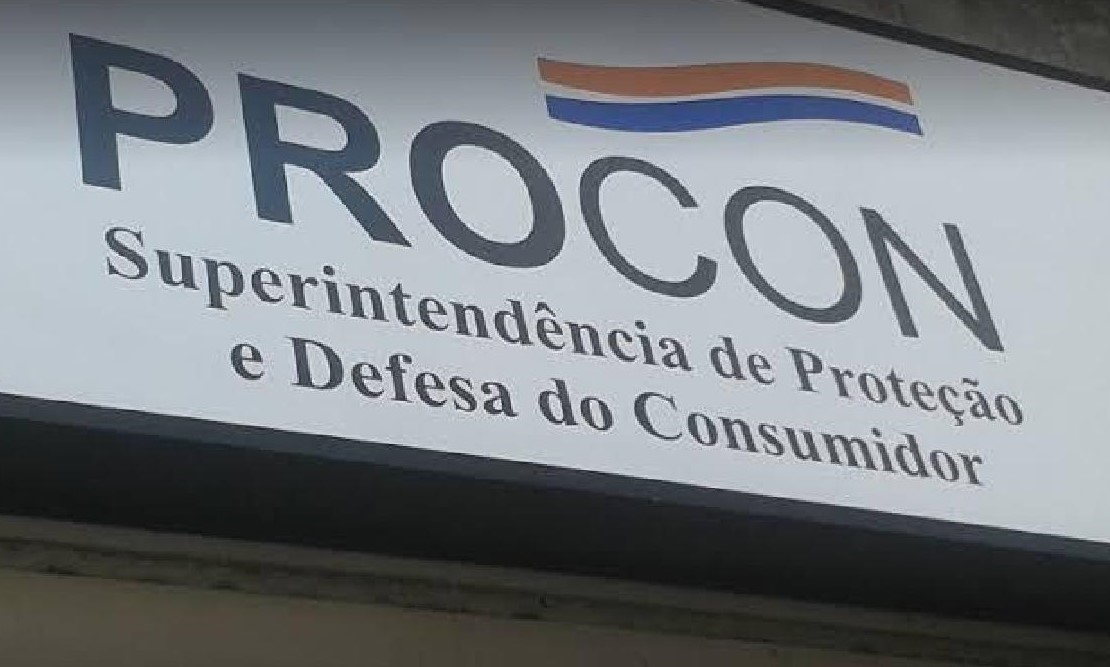 PROCON
Superintendência de Proteção
e Defesa do Consumidor